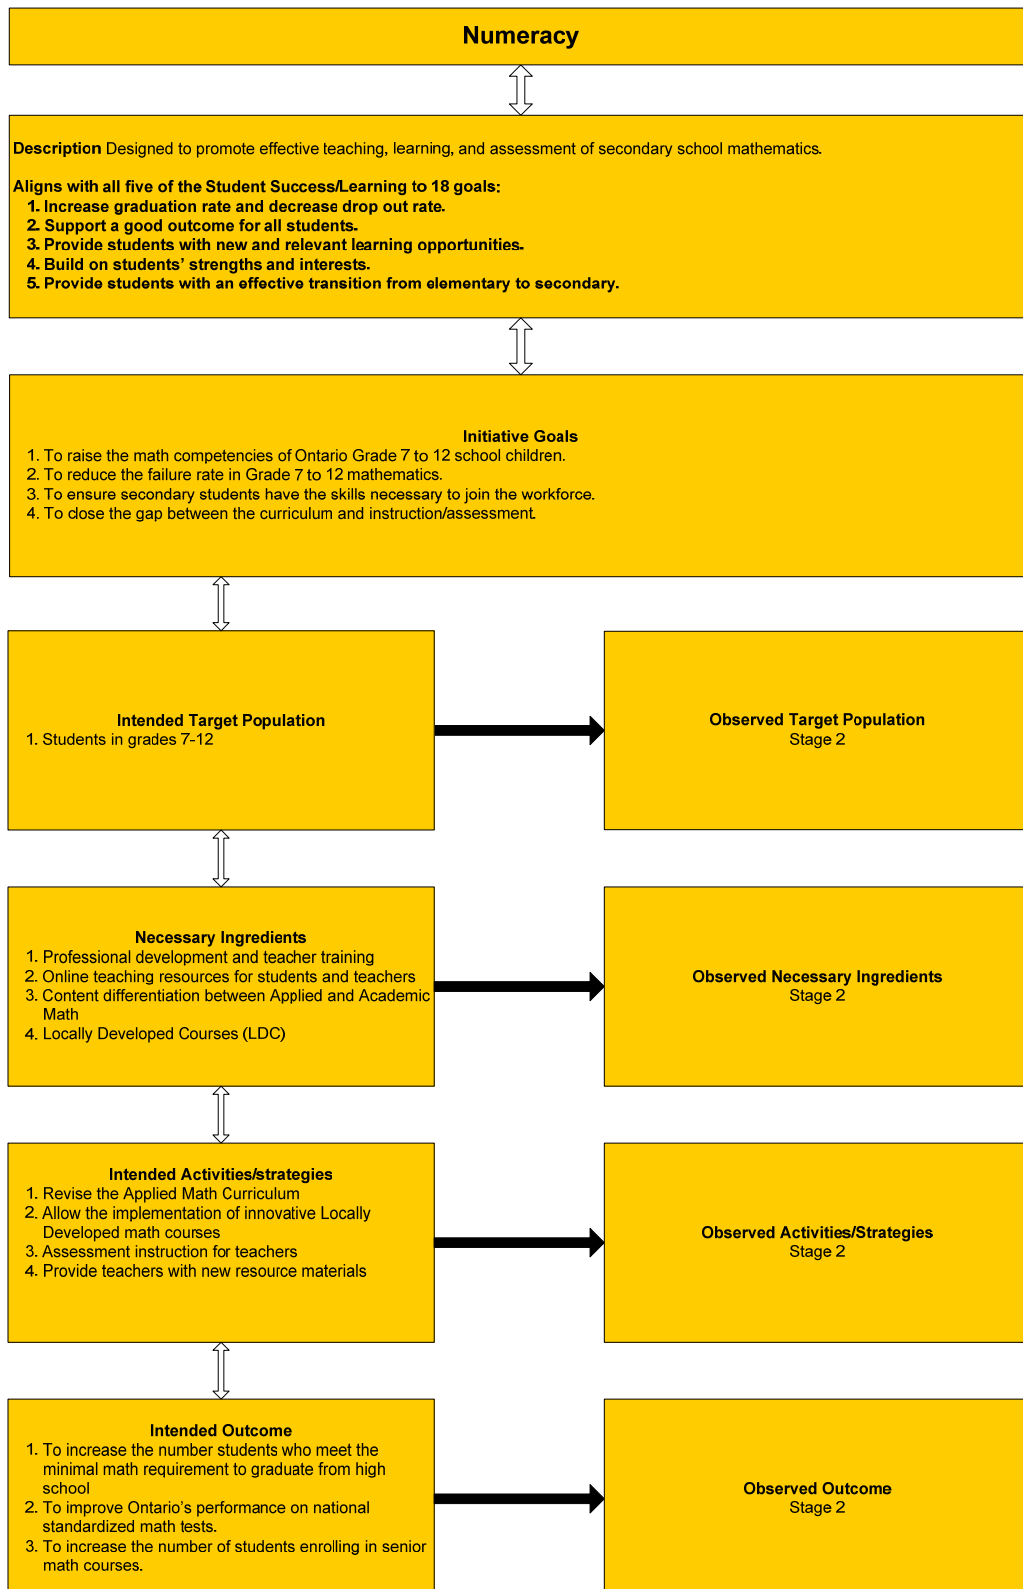 Numeracy
Description Designed to promote effective teaching, learning, and assessment of secondary school mathematics.
Aligns with all five of the Student Success/Learning to 18 goals:
1. Increase graduation rate and decrease drop out rate.
2. Support a good outcome for all students.
3. Provide students with new and relevant learning opportunities.
4. Build on students' strengths and interests.
5. Provide students with an effective transition from elementary to secondary.
Initiative Goals
1. To raise the math competencies of Ontario Grade 7 to 12 school children.
2. To reduce the failure rate in Grade 7 to 12 mathematics.
3. To ensure secondary students have the skills necessary to join the workforce.
4. To close the gap between the curriculum and instruction/assessment.
Intended Target Population
1. Students in grades 7-12
Observed Target Population
Stage 2
Necessary Ingredients
1. Professional development and teacher training
2. Online teaching resources for students and teachers
3. Content differentiation between Applied and Academic
Math
4. Locally Developed Courses (LDC)
Observed Necessary Ingredients
Stage 2
Intended Activities/strategies
1. Revise the Applied Math Curriculum
2. Allow the implementation of innovative Locally
Developed math courses
3. Assessment instruction for teachers
4. Provide teachers with new resource materials
Observed Activities/Strategies
Stage 2
Intended Outcome
1. To increase the number students who meet the
minimal math requirement to graduate from high
school
2. To improve Ontario's performance on national
standardized math tests.
3. To increase the number of students enrolling in senior
math courses.
Observed Outcome
Stage 2